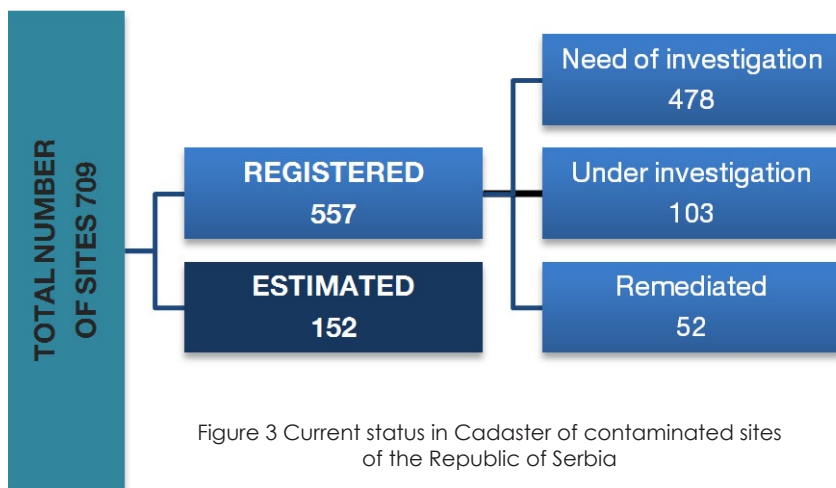 TOTAL NUMBER
OF SITES 709
REGISTERED
557
ESTIMATED
152
Need of investigation
478
Under investigation
103
Remediated
52
Figure 3 Current status in Cadaster of contaminated sites
of the Republic of Serbia